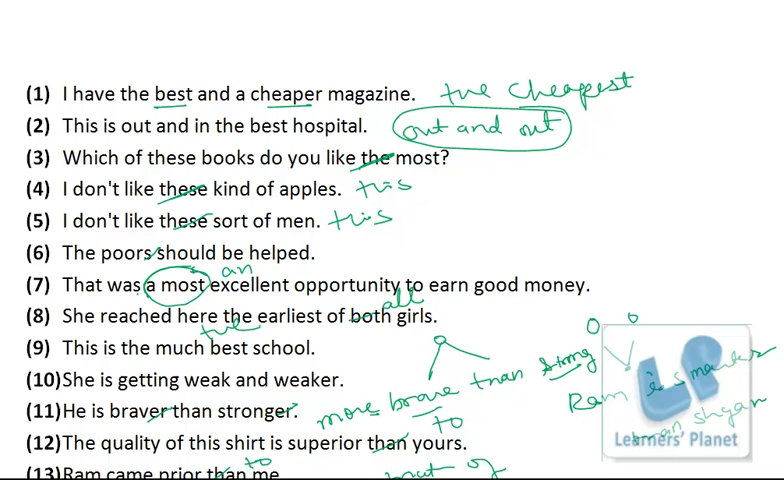 (1) I have the best and a cheaper magazine. the cheapest
(2) This is out and in the best hospital. out and out
(3) Which of these books do you like the most?
(4) I don't like these kind of apples. this
(5) I don't like these sort of men. this
(6) The poors should be helped.
an
(7) That was a most excellent opportunity to earn good money.
all
(8) She reached here the earliest of both girls.
the
(9) This is the much best school.
(10) She is getting weak and weaker.
(11) He is braver than stronger. more brave than strong
Ram is
to
(12) The quality of this shirt is superior than yours.
LP
Learners' Planet
to
(13) Ram came prior than me
of